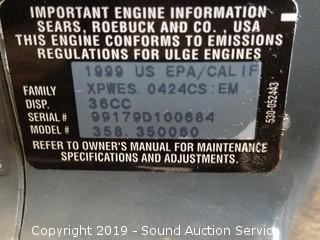 IMPORTANT ENGINE INFORMATION
SEARS, ROEBUCK AND CO., USA
THIS ENGINE CONFORMS TO EMISSIONS
REGULATIONS FOR ULGE ENGINES
1999 US EPA/CALIF
FAMILY XPWES.0424CS:EM
DISP. 36CC
SERIAL # 99179D100684
MODEL # 358.350060
530-052443
REFER TO OWNER'S MANUAL FOR MAINTENANCE
SPECIFICATIONS AND ADJUSTMENTS.
Copyright 2019 - Sound Auction Service